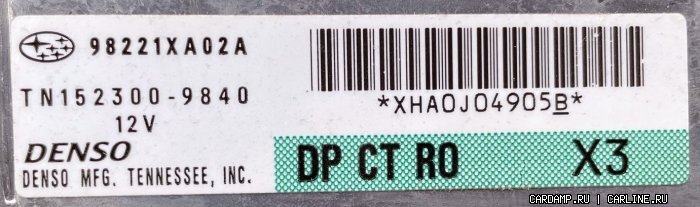 98221XA02A
TN152300-9840
12V
DENSO
DENSO MFG. TENNESSEE, INC.
*XHA0J04905B*
DP CT R0 X3
CARDAMP.RU | CARLINE.RU